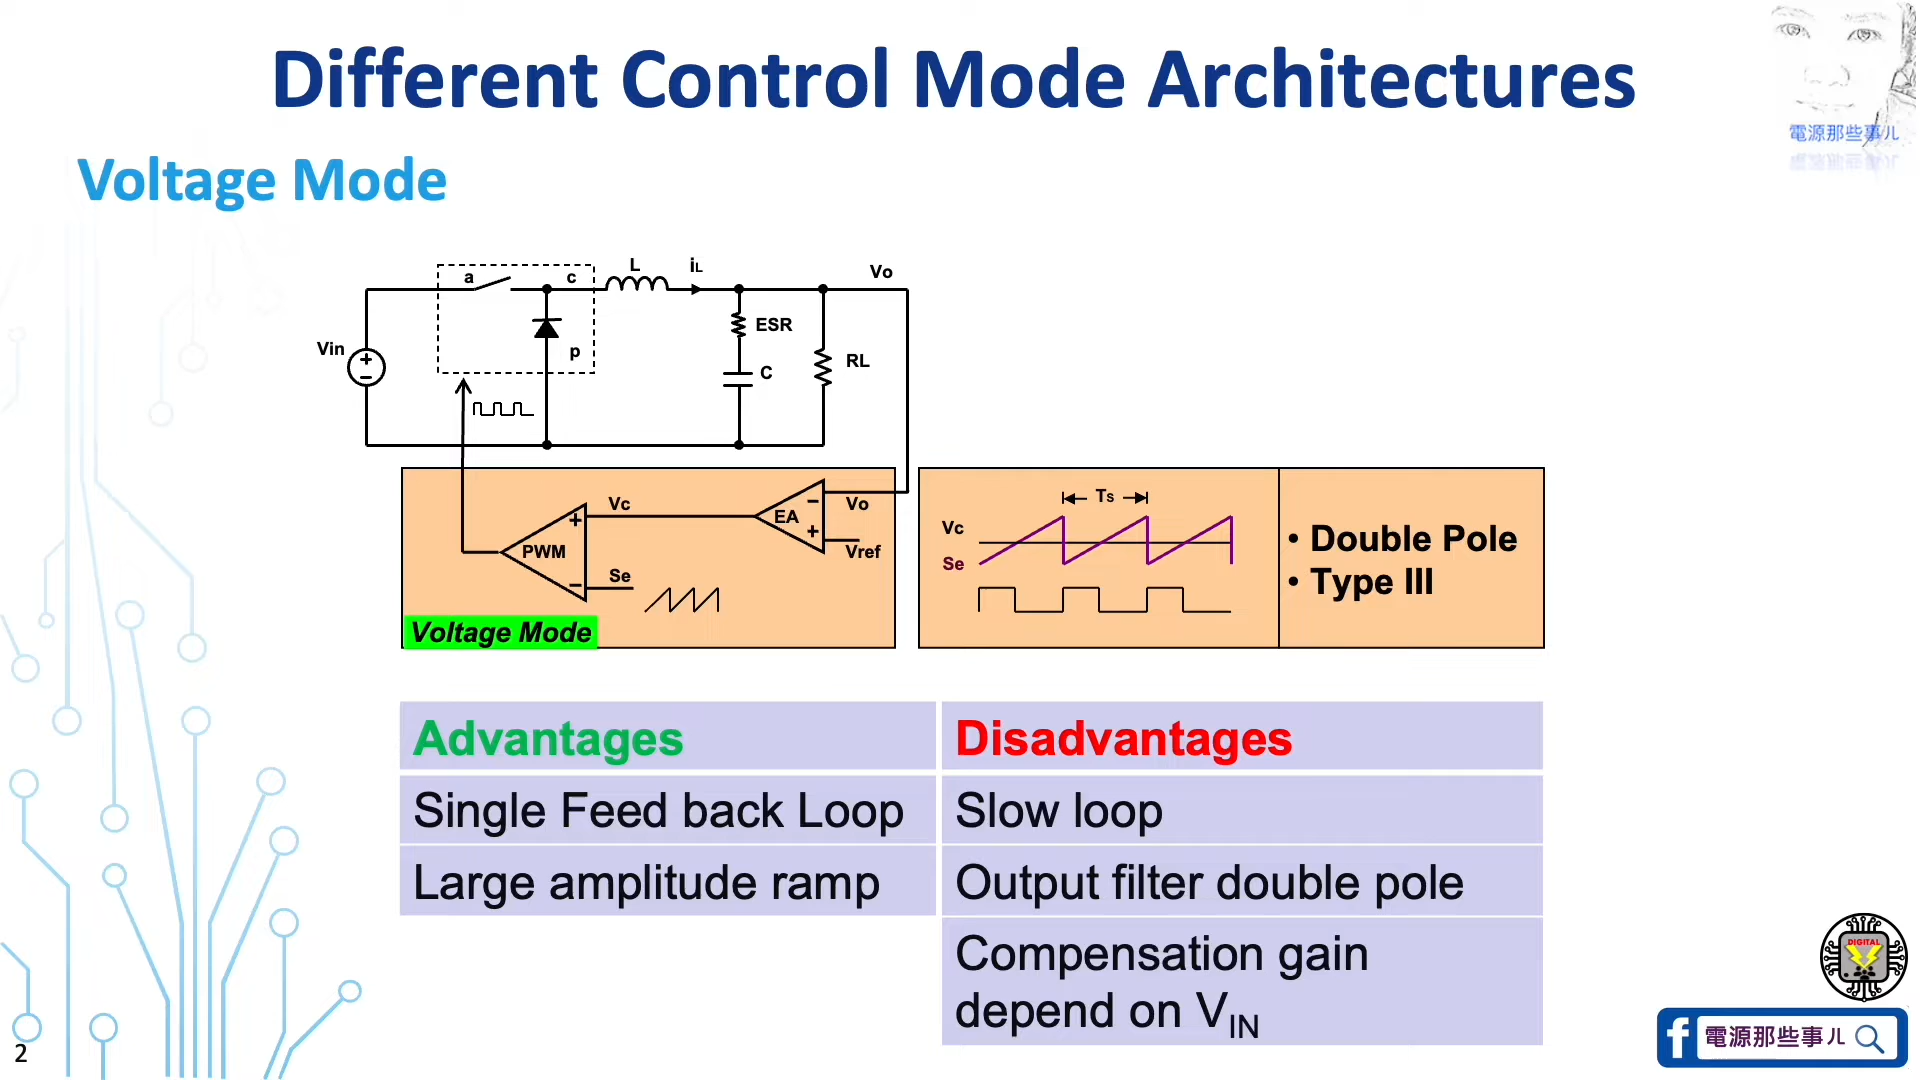 Different Control Mode Architectures
電源那些事儿
Voltage Mode
a
c
L
iL
Vo
ESR
Vin
p
RL
C
Vc
EA
Vo
PWM
Vref
Se
Voltage Mode
Ts
Vc
Se
• Double Pole
• Type III
Advantages
Disadvantages
Single Feed back Loop
Slow loop
Large amplitude ramp
Output filter double pole
Compensation gain
depend on VIN
DIGITAL
f 電源那些事儿
2